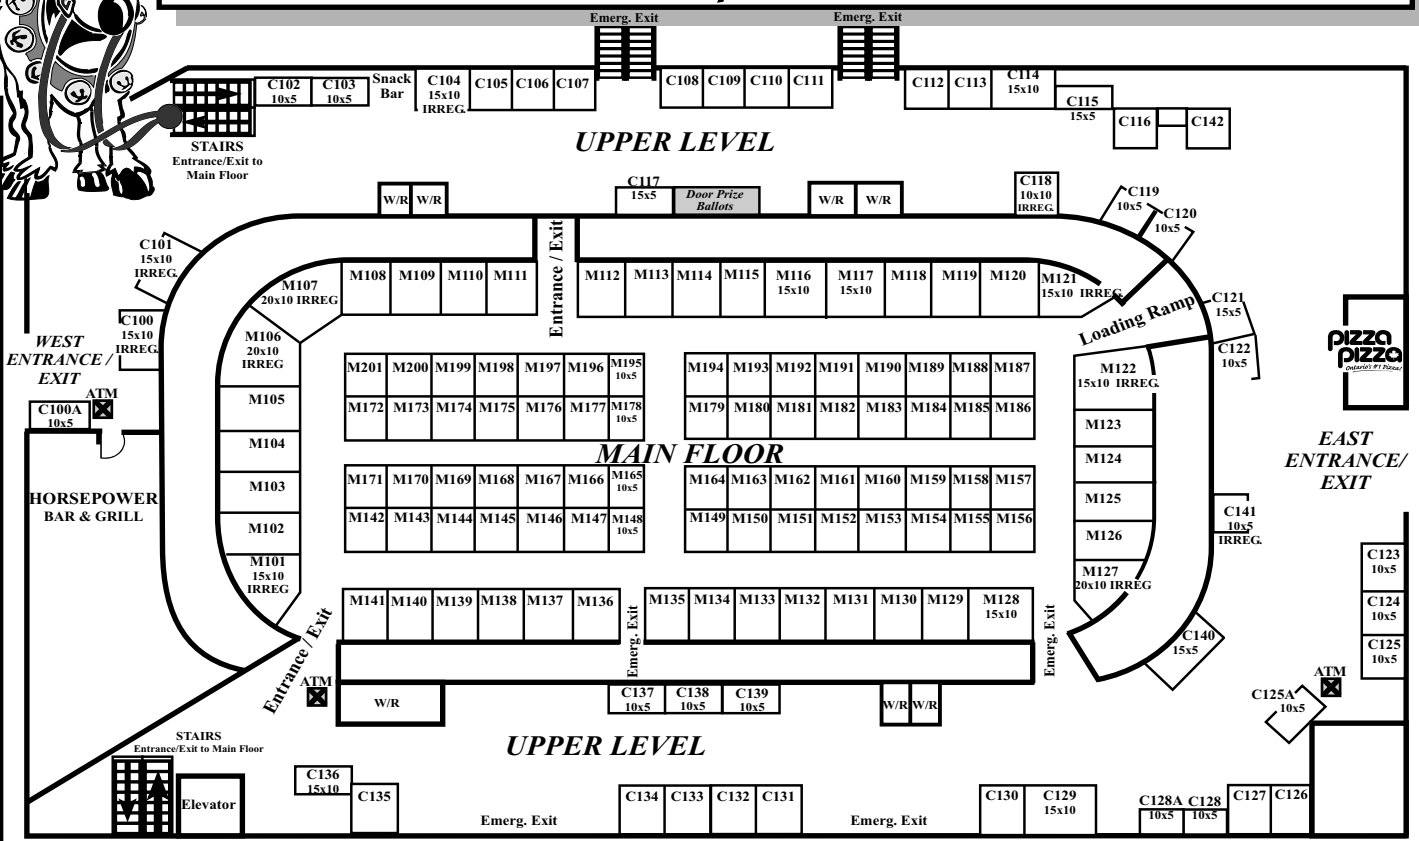 Emerg. Exit
Emerg. Exit
C102
10x5
C103
10x5
Snack
Bar
C104
15x10
IRREG.
C105
C106
C107
C108
C109
C110
C111
C112
C113
C114
15x10
C115
15x5
C116
C142
STAIRS
Entrance/Exit to
Main Floor
UPPER LEVEL
W/R
W/R
C117
15x5
Door Prize
Ballots
W/R
W/R
C118
10x10
IRREG.
C119
10x5
C120
10x5
C101
15x10
IRREG.
C100
15x10
IRREG.
WEST
ENTRANCE /
EXIT
ATM
C100A
10x5
HORSEPOWER
BAR & GRILL
Entrance / Exit
M107
20x10 IRREG
M108
M109
M110
M111
M112
M113
M114
M115
M116
15x10
M117
15x10
M118
M119
M120
M121
15x10 IRREG.
Loading Ramp
C121
15x5
C122
10x5
pizza
pizza
Ontario's #1 Pizza!
M106
20x10
IRREG
M105
M104
M103
M102
M101
15x10
IRREG
M201
M200
M199
M198
M197
M196
M195
10x5
M194
M193
M192
M191
M190
M189
M188
M187
M172
M173
M174
M175
M176
M177
M178
10x5
M179
M180
M181
M182
M183
M184
M185
M186
MAIN FLOOR
M171
M170
M169
M168
M167
M166
M165
10x5
M164
M163
M162
M161
M160
M159
M158
M157
M142
M143
M144
M145
M146
M147
M148
10x5
M149
M150
M151
M152
M153
M154
M155
M156
M122
15x10 IRREG.
M123
M124
M125
M126
M127
20x10 IRREG
EAST
ENTRANCE/
EXIT
C141
10x5
IRREG.
C123
10x5
C124
10x5
C125
10x5
M141
M140
M139
M138
M137
M136
Emerg. Exit
M135
M134
M133
M132
M131
M130
M129
M128
15x10
Emerg. Exit
C140
15x5
ATM
C125A
10x5
Entrance / Exit
ATM
W/R
C137
10x5
C138
10x5
C139
10x5
W/R
W/R
UPPER LEVEL
STAIRS
Entrance/Exit to Main Floor
Elevator
C136
15x10
C135
Emerg. Exit
C134
C133
C132
C131
Emerg. Exit
C130
C129
15x10
C128A
10x5
C128
10x5
C127
C126